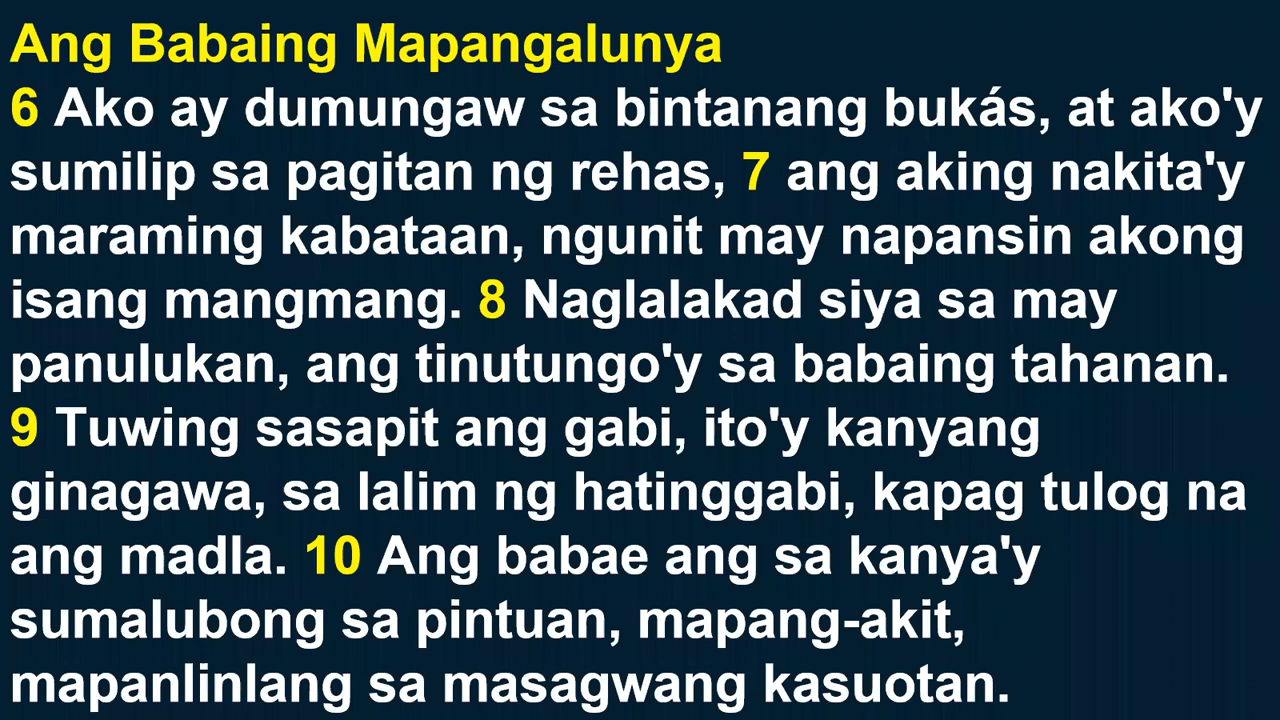 Ang Babaing Mapangalunya
6 Ako ay dumungaw sa bintanang bukás, at ako'y
sumilip sa pagitan ng rehas, 7 ang aking nakita'y
maraming kabataan, ngunit may napansin akong
isang mangmang. 8 Naglalakad siya sa may
panulukan, ang tinutungo'y sa babaing tahanan.
9 Tuwing sasapit ang gabi, ito'y kanyang
ginagawa, sa lalim ng hatinggabi, kapag tulog na
ang madla. 10 Ang babae ang sa kanya'y
sumalubong sa pintuan, mapang-akit,
mapanlinlang sa masagwang kasuotan.